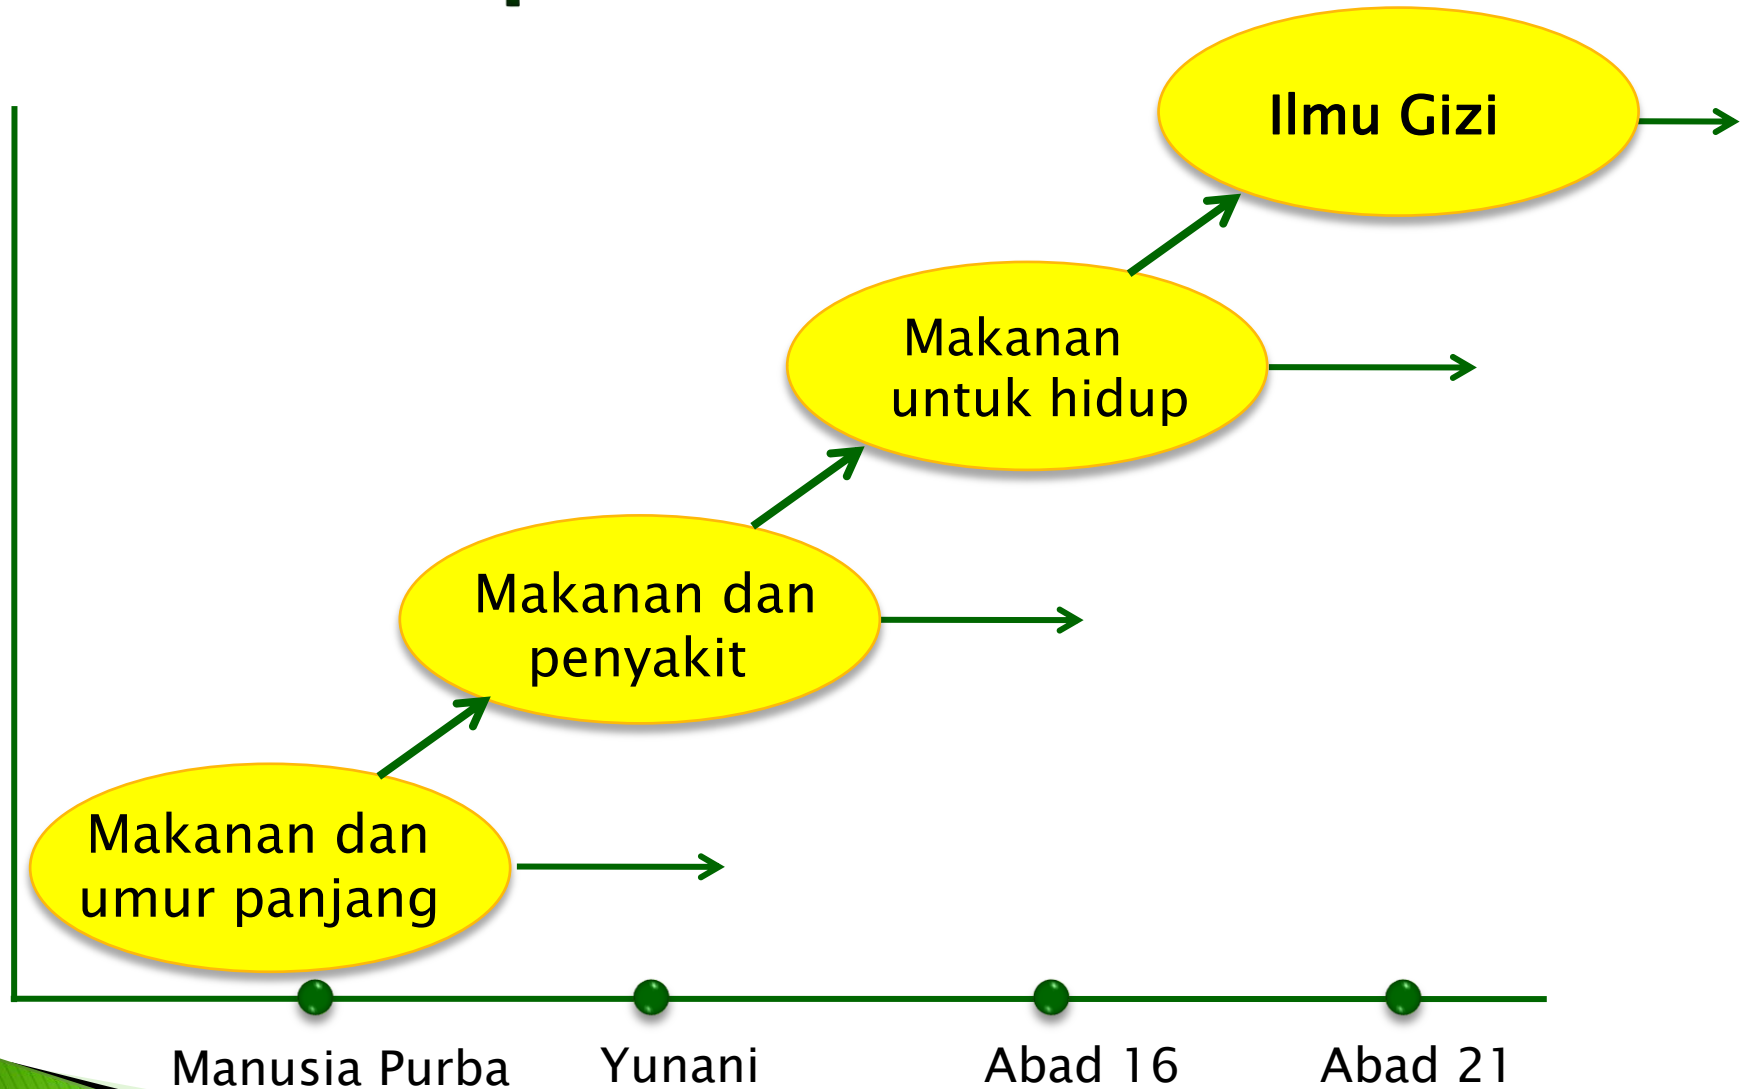 Ilmu Gizi
Makanan
untuk hidup
Makanan dan
penyakit
Makanan dan
umur panjang
Manusia Purba
Yunani
Abad 16
Abad 21